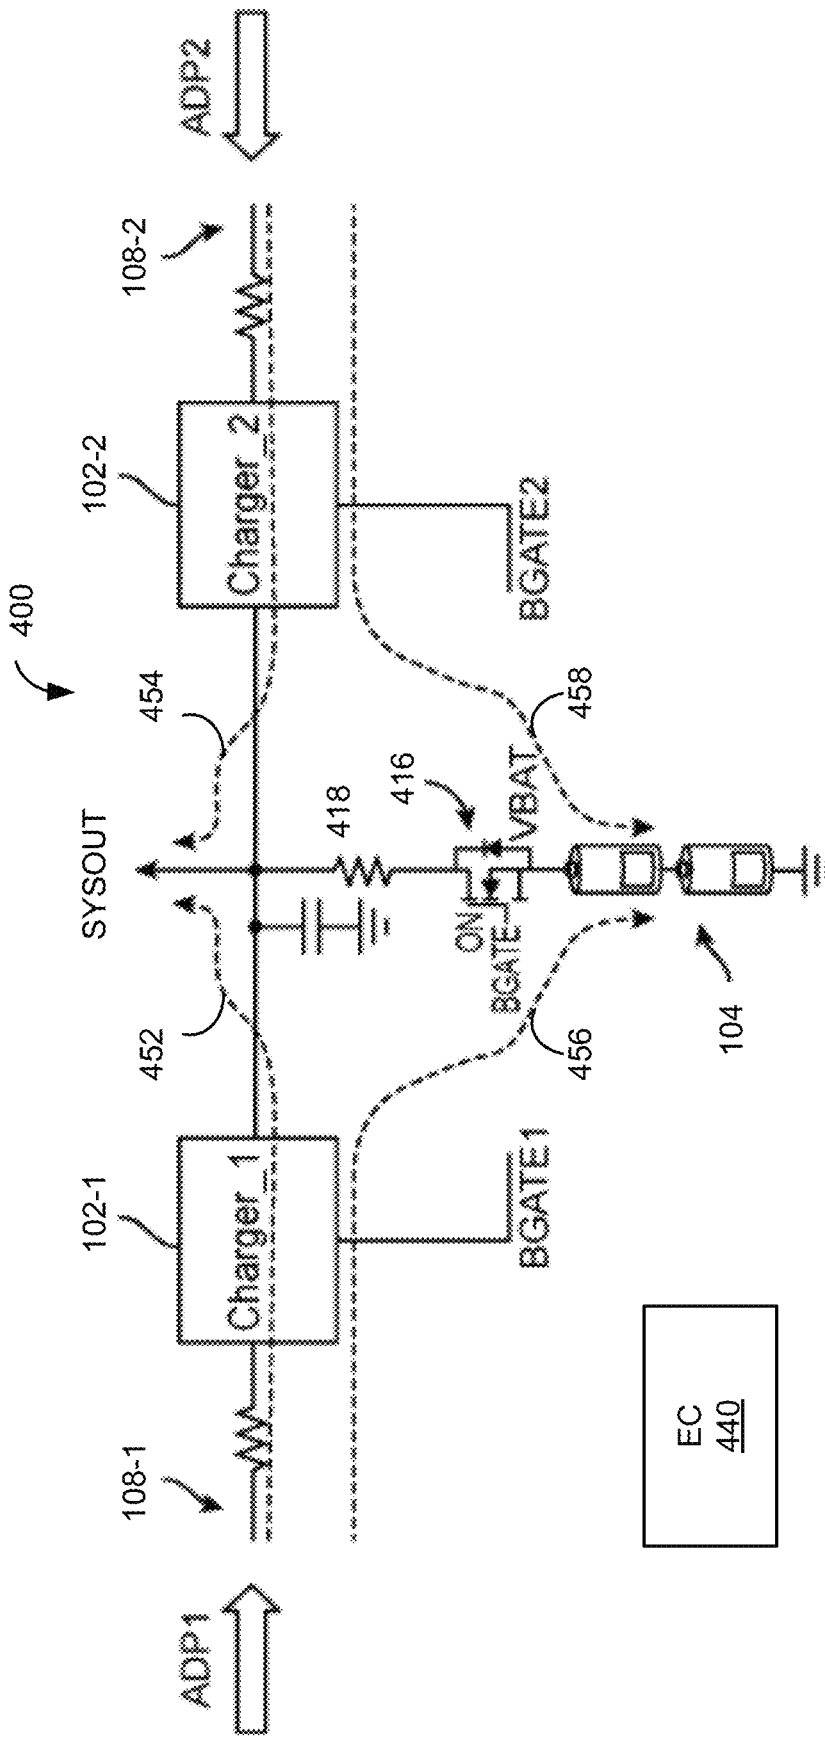 400
ADP1
108-1
102-1
Charger_1
452
SYSOUT
454
102-2
Charger_2
108-2
ADP2
418
416
ON
BGATE
VBAT
BGATE1
456
458
BGATE2
104
EC
440